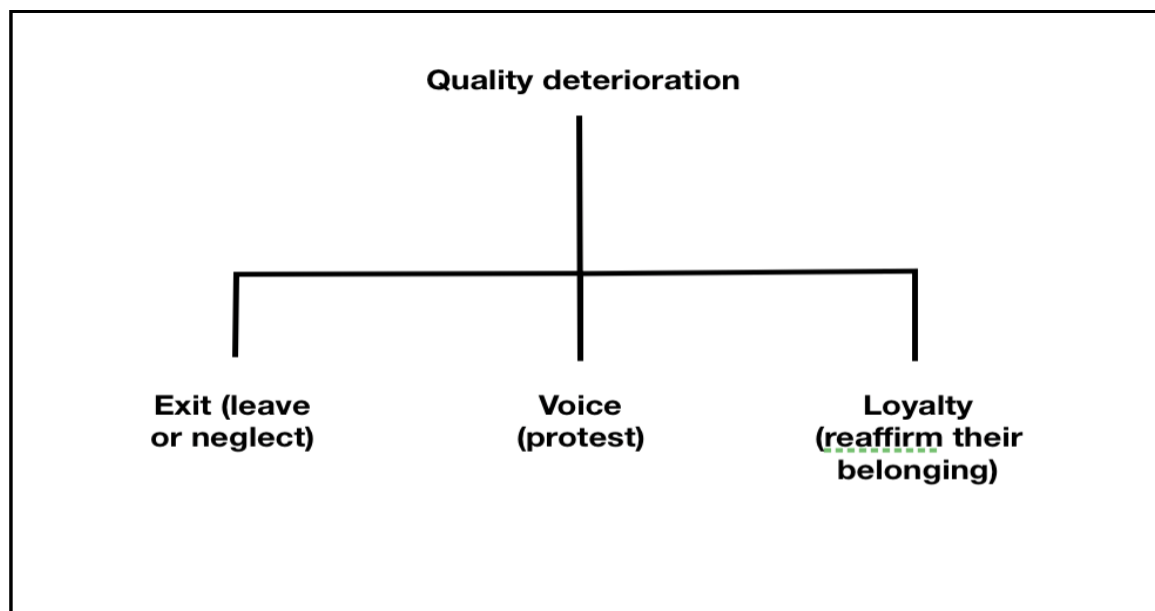 Quality deterioration
Exit (leave
or neglect)
Voice
(protest)
Loyalty
(reaffirm their
belonging)